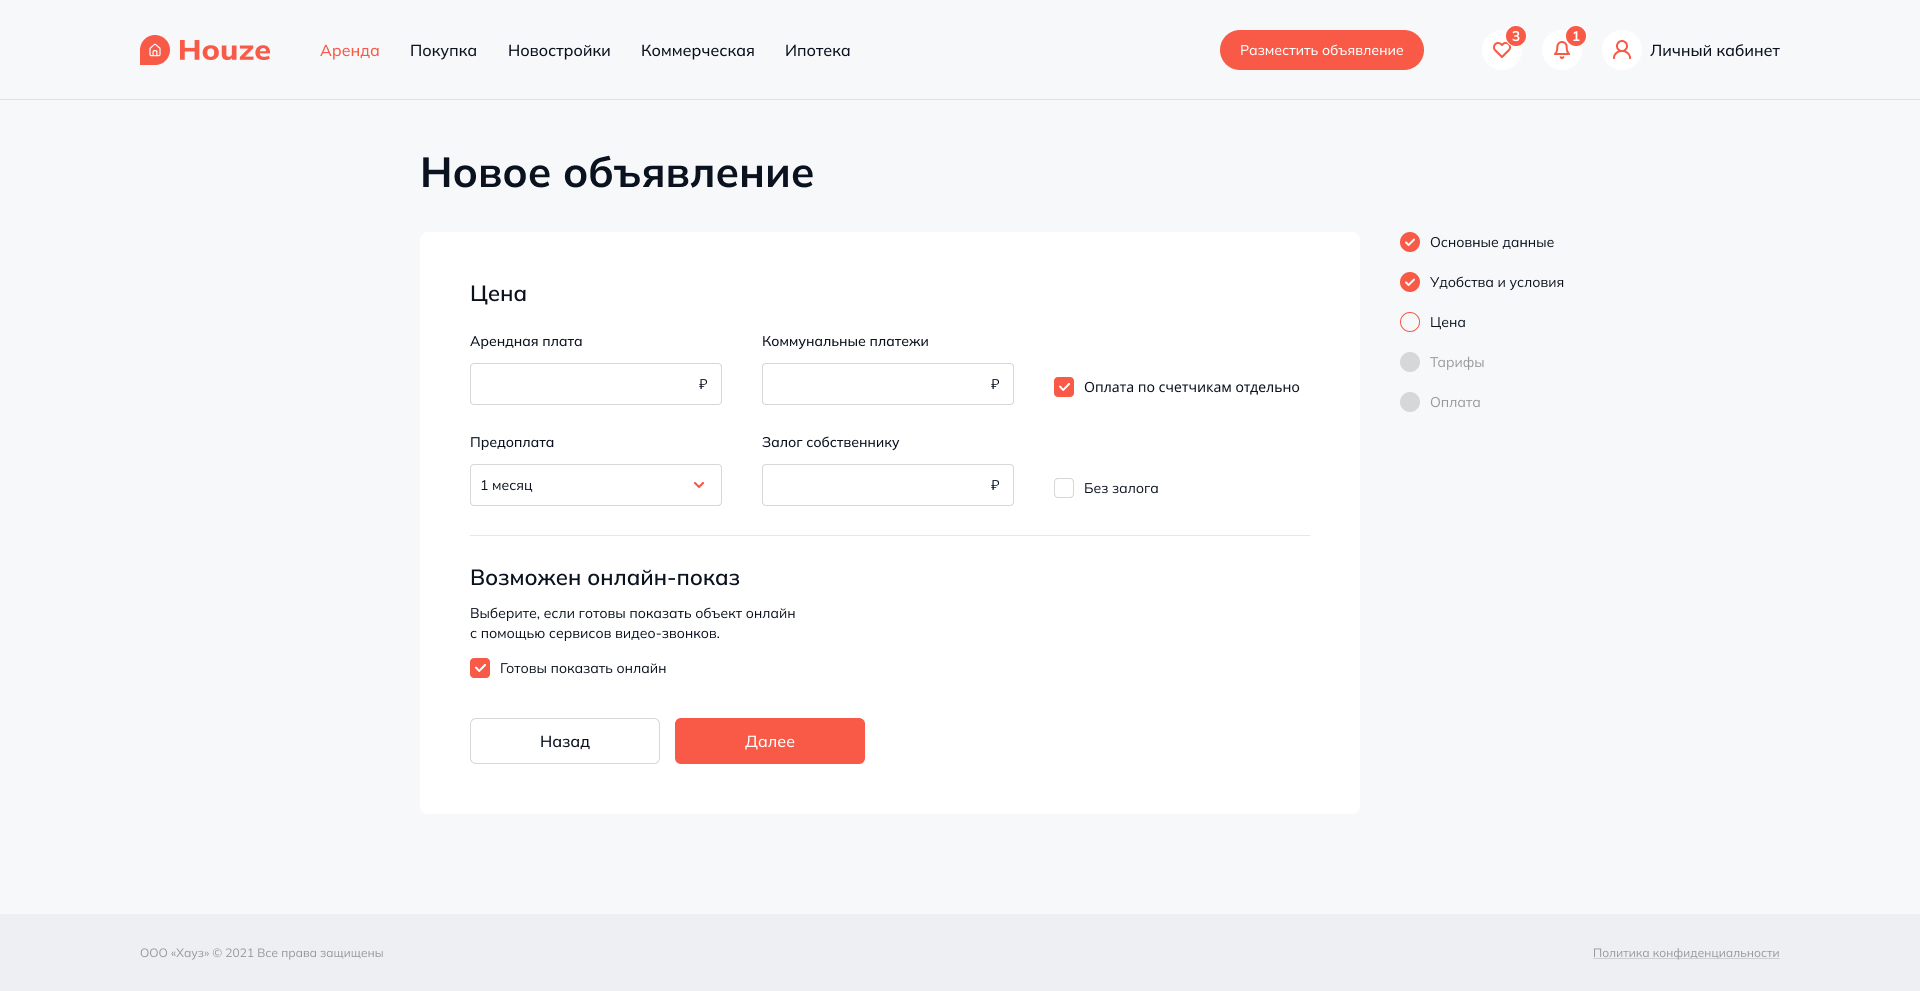 Houze
Аренда
Покупка
Новостройки
Коммерческая
Ипотека
Разместить объявление
3
1
Личный кабинет
Новое объявление
Цена
Арендная плата
₽
Коммунальные платежи
₽
Оплата по счетчикам отдельно
Предоплата
1 месяц
Залог собственнику
₽
Без залога
Возможен онлайн-показ
Выберите, если готовы показать объект онлайн
с помощью сервисов видео-звонков.
Готовы показать онлайн
Назад
Далее
Основные данные
Удобства и условия
Цена
Тарифы
Оплата
ООО «Хауз» © 2021 Все права защищены
Политика конфиденциальности